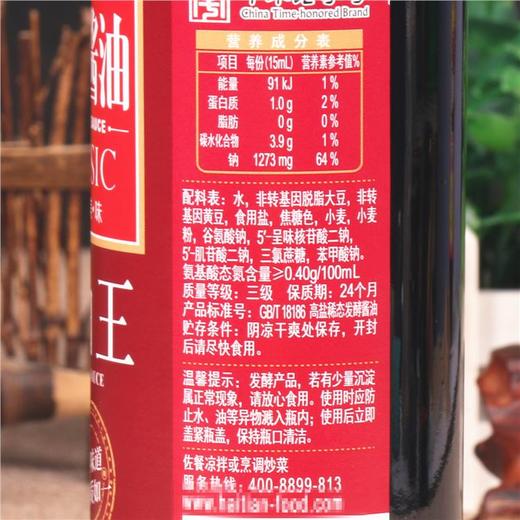 China Time-honored Brand
营养成分表
项目 每份(15mL) 营养素参考值%
能量 91 kJ 1%
蛋白质 1.0 g 2%
脂肪 0 g 0%
碳水化合物 3.9 g 1%
钠 1273 mg 64%
配料表：水，非转基因脱脂大豆，非转
基因黄豆，食用盐，焦糖色，小麦，小麦
粉，谷氨酸钠，5′-呈味核苷酸二钠，
5′-肌苷酸二钠，三氯蔗糖，苯甲酸钠。
氨基酸态氮含量≥0.40g/100mL
质量等级：三级 保质期：24个月
产品标准号：GB/T 18186 高盐稀态发酵酱油
贮存条件：阴凉干爽处保存，开封
后请尽快食用。
温馨提示：发酵产品，若有少量沉淀
属正常现象，请放心食用。使用时应防
止水、油等异物溅入瓶内；使用后立即
盖紧瓶盖，保持瓶口清洁。
佐餐凉拌或烹调炒菜
服务热线：400-8899-813
www.haitian-food.com
酱油
SIC
味
王